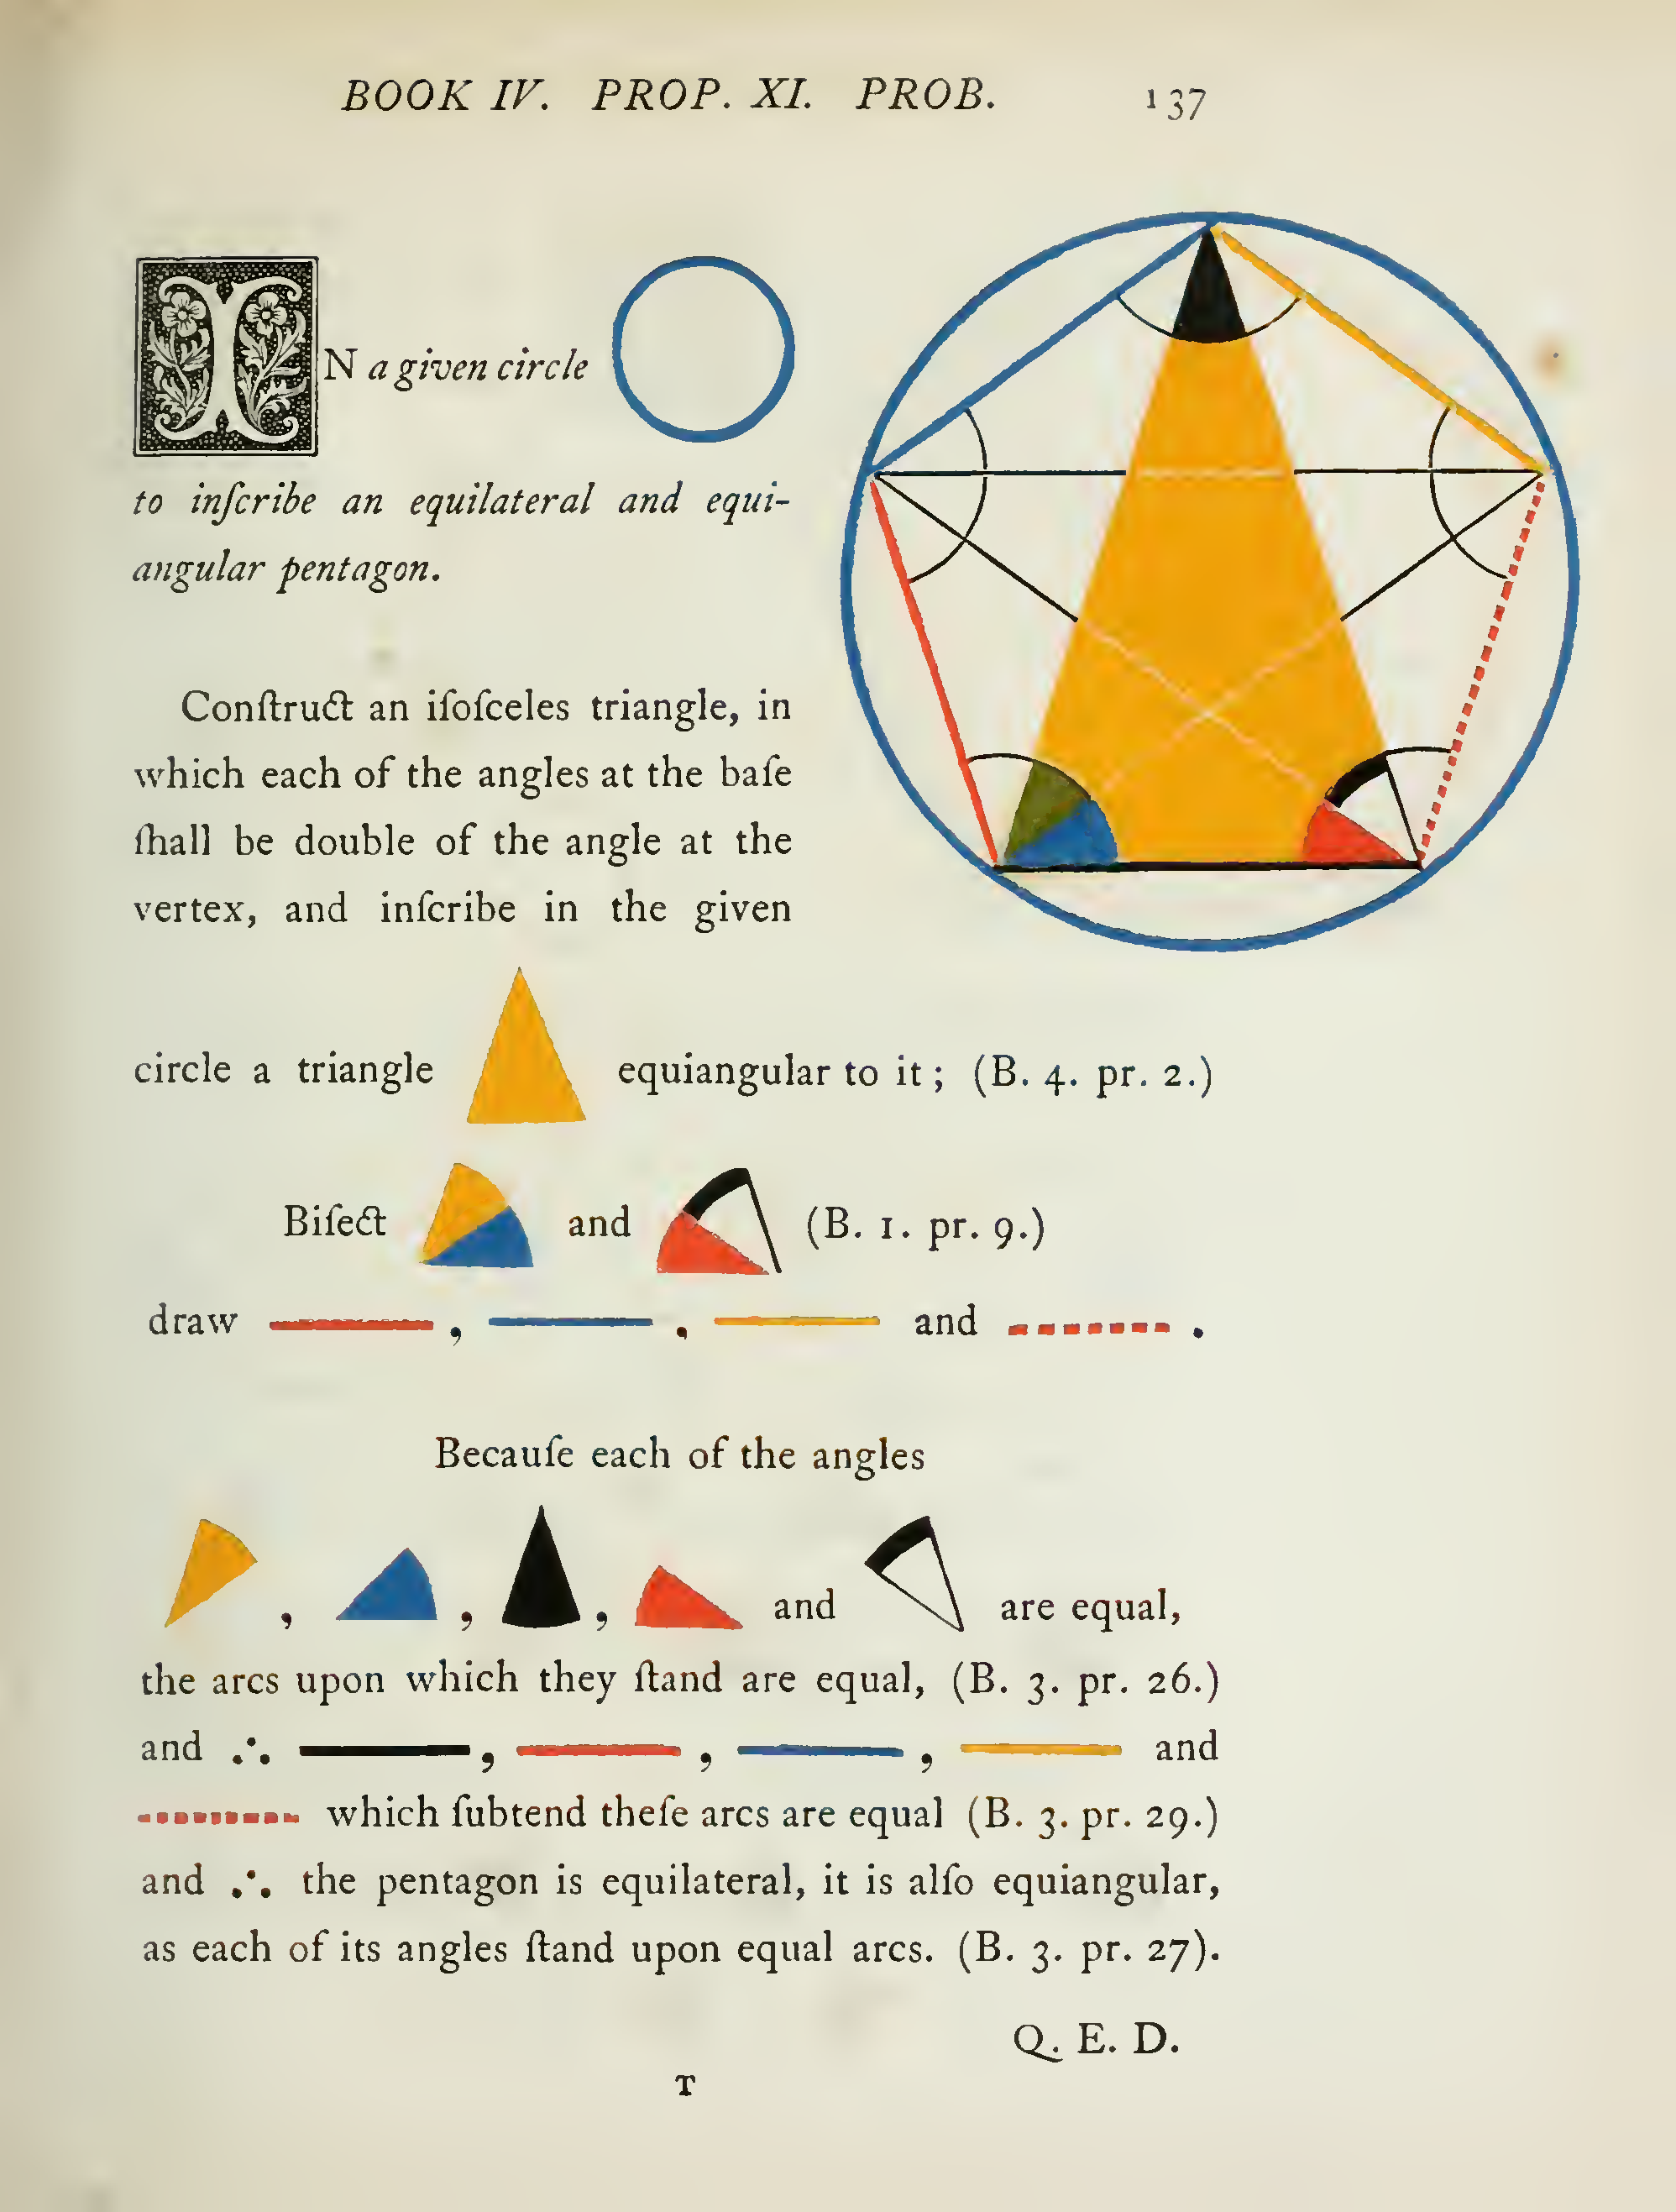 BOOK IV. PROP. XI. PROB. 137
IN a given circle
to inſcribe an equilateral and equi-
angular pentagon.
Conſtruct an iſoſceles triangle, in
which each of the angles at the baſe
ſhall be double of the angle at the
vertex, and inſcribe in the given
circle a triangle equiangular to it; (B. 4. pr. 2.)
Biſect and (B. 1. pr. 9.)
draw , , and .
Becauſe each of the angles
, , , and are equal,
the arcs upon which they ſtand are equal, (B. 3. pr. 26.)
and ∴ , , , and
which ſubtend theſe arcs are equal (B. 3. pr. 29.)
and ∴ the pentagon is equilateral, it is alſo equiangular,
as each of its angles ſtand upon equal arcs. (B. 3. pr. 27).
Q. E. D.
T